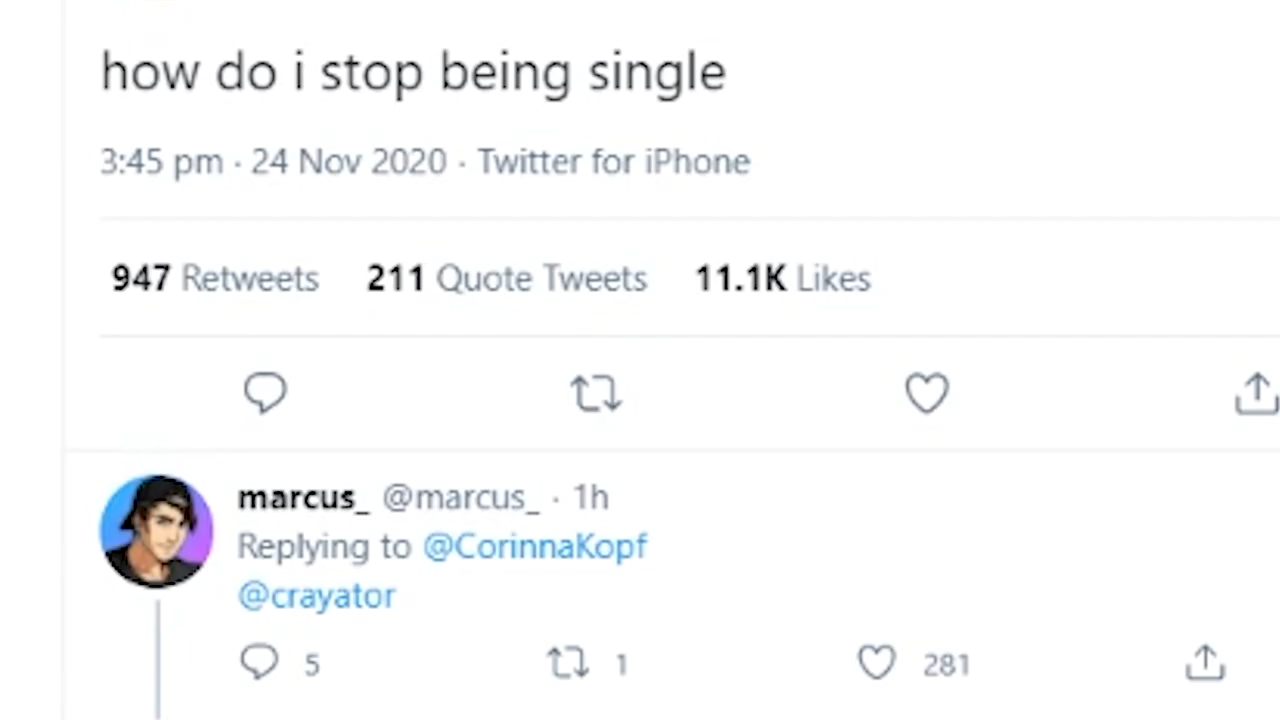 how do i stop being single
3:45 pm · 24 Nov 2020 · Twitter for iPhone
947 Retweets 211 Quote Tweets 11.1K Likes
marcus_ @marcus_ · 1h
Replying to @CorinnaKopf
@crayator
5 1 281